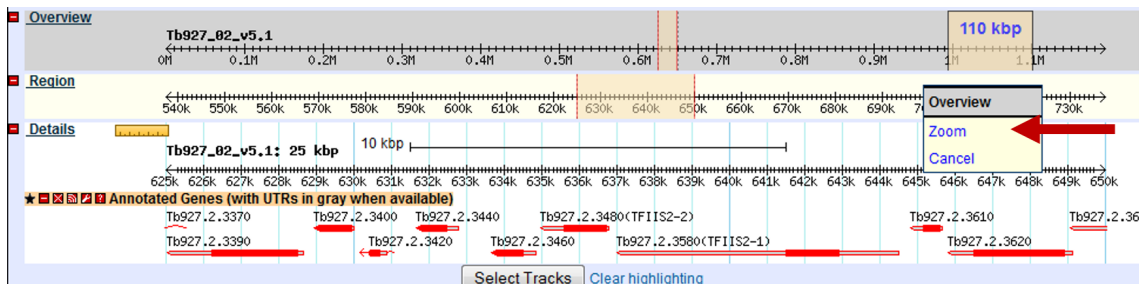 Overview
Tb927_02_v5.1
110 kbp
0M 0.1M 0.2M 0.3M 0.4M 0.5M 0.6M 0.7M 0.8M 0.9M 1M 1.1M
Region
540k 550k 560k 570k 580k 590k 600k 610k 620k 630k 640k 650k 660k 670k 680k 690k 730k
Overview
Zoom
Cancel
Details
10 kbp
Tb927_02_v5.1: 25 kbp
625k 626k 627k 628k 629k 630k 631k 632k 633k 634k 635k 636k 637k 638k 639k 640k 641k 642k 643k 644k 645k 646k 647k 648k 649k 650k
Annotated Genes (with UTRs in gray when available)
Tb927.2.3370 Tb927.2.3400 Tb927.2.3440 Tb927.2.3480(TFIIS2-2) Tb927.2.3610 Tb927.2.36
Tb927.2.3390 Tb927.2.3420 Tb927.2.3460 Tb927.2.3580(TFIIS2-1) Tb927.2.3620
Select Tracks Clear highlighting